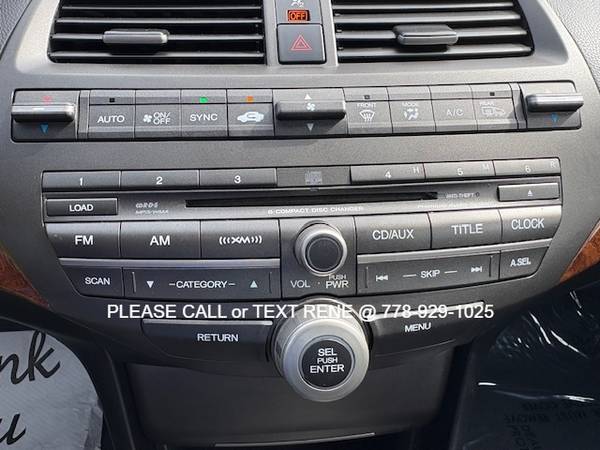 OFF
AUTO ON/OFF SYNC FRONT MODE A/C REAR
1 2 3 4 H 5 M 6 R
LOAD MP3/WMA ANTI-THEFT
6 COMPACT DISC CHANGER
FM AM XM CD/AUX TITLE CLOCK
SCAN CATEGORY VOL PUSH PWR SKIP A.SEL
PLEASE CALL or TEXT RENE @ 778-929-1025
RETURN MENU
SEL
PUSH
ENTER